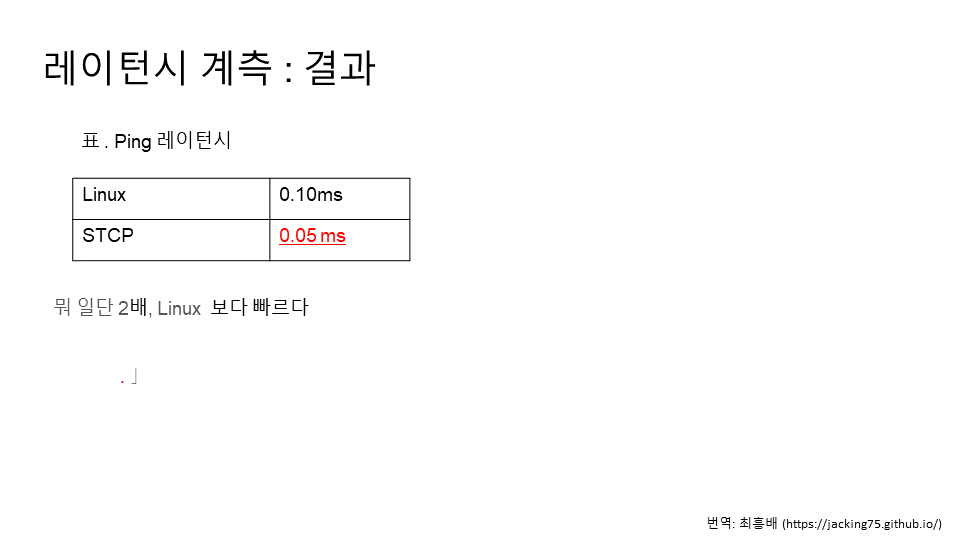 레이턴시 계측 : 결과
표 . Ping 레이턴시
Linux 0.10ms
STCP 0.05 ms
뭐 일단 2배, Linux 보다 빠르다
. 」
번역: 최흥배 (https://jacking75.github.io/)